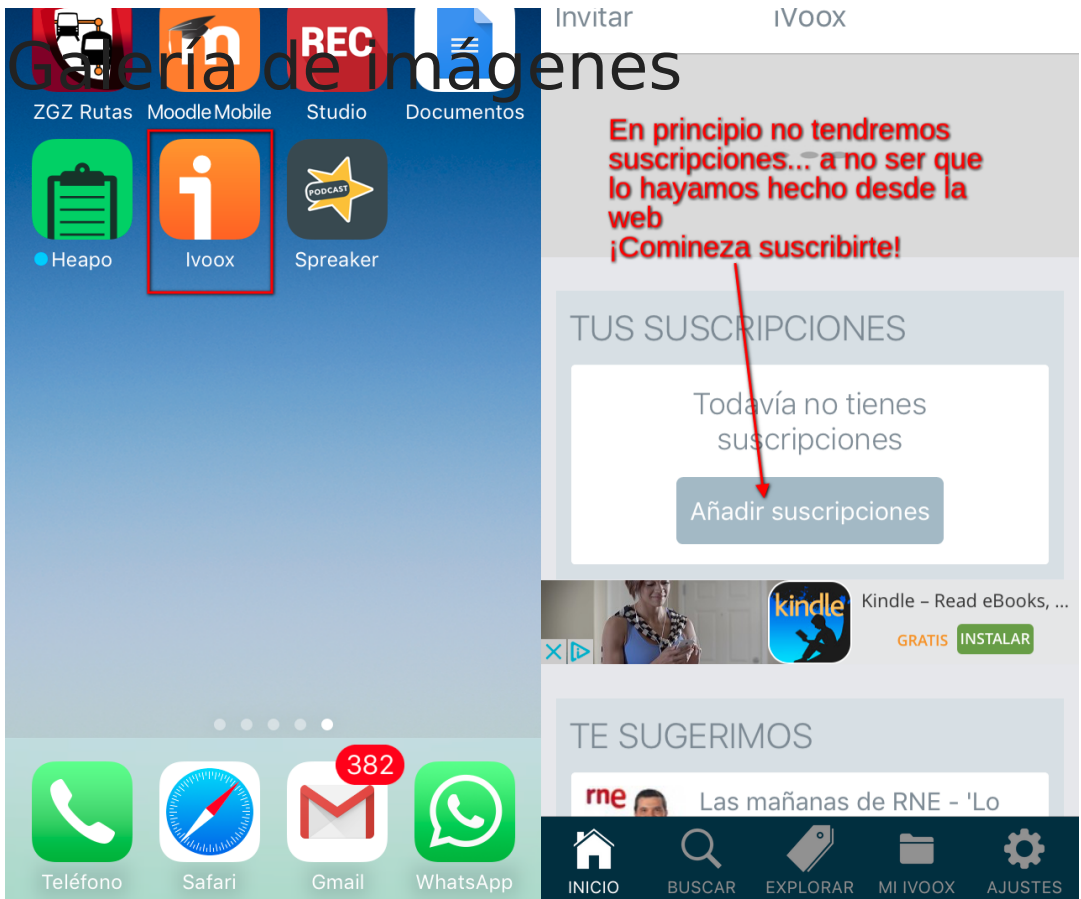 Galería de imágenes
REC
ZGZ Rutas
Moodle Mobile
Studio
Documentos
PODCAST
Heapo
Ivoox
Spreaker
382
Teléfono
Safari
Gmail
WhatsApp
Invitar
iVoox
En principio no tendremos
suscripciones... a no ser que
lo hayamos hecho desde la
web
¡Comineza suscribirte!
TUS SUSCRIPCIONES
Todavía no tienes
suscripciones
Añadir suscripciones
kindle
Kindle – Read eBooks, ...
GRATIS
INSTALAR
TE SUGERIMOS
rne
Las mañanas de RNE - 'Lo
INICIO
BUSCAR
EXPLORAR
MI IVOOX
AJUSTES